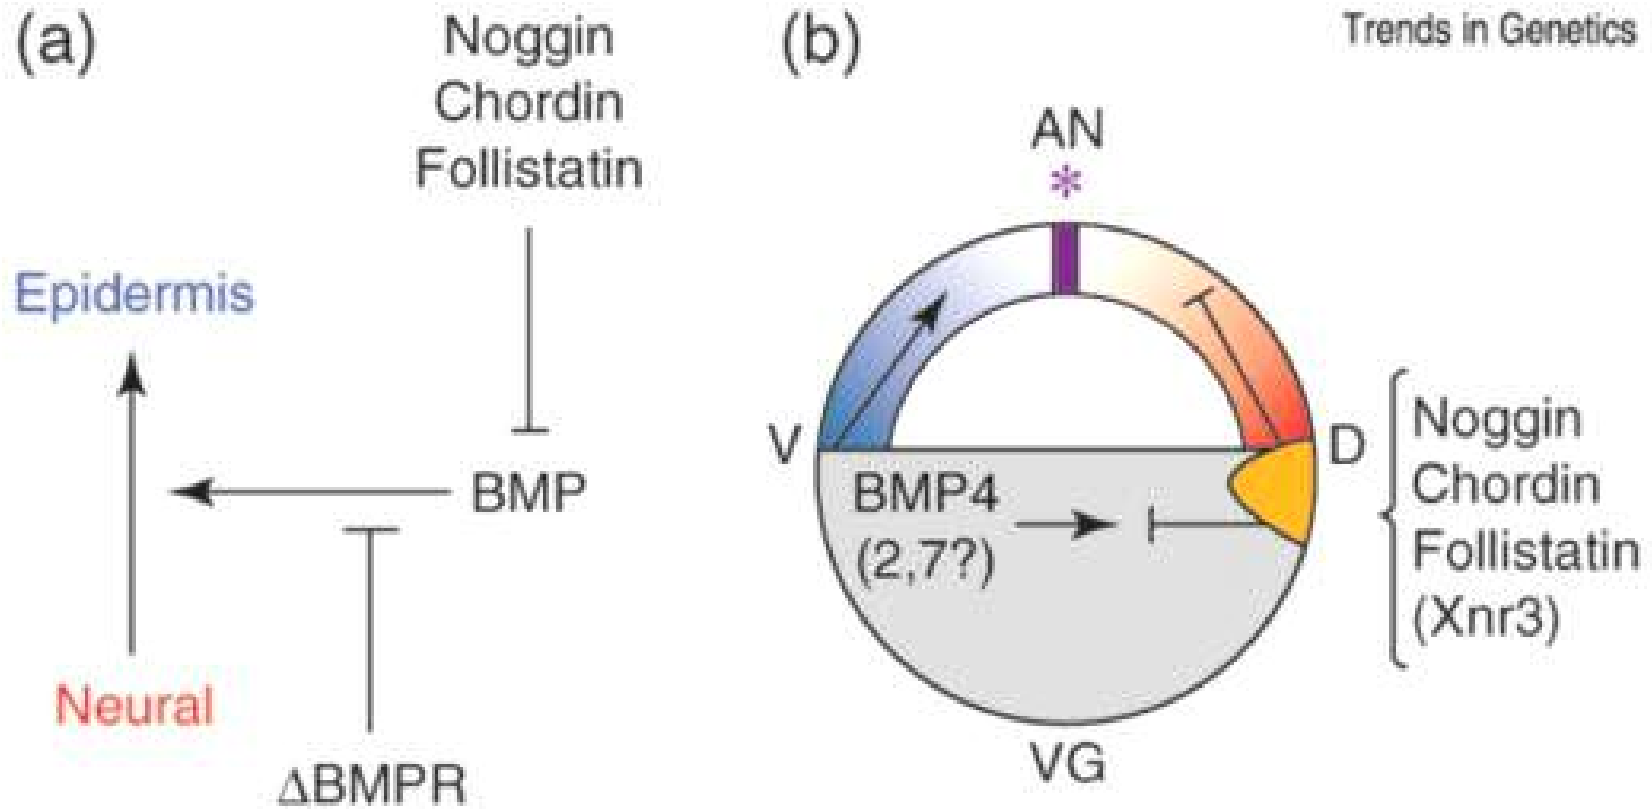 (a)
Noggin
Chordin
Follistatin
Epidermis
BMP
Neural
ΔBMPR
(b)
Trends in Genetics
AN
*
V
D
BMP4
(2,7?)
VG
Noggin
Chordin
Follistatin
(Xnr3)